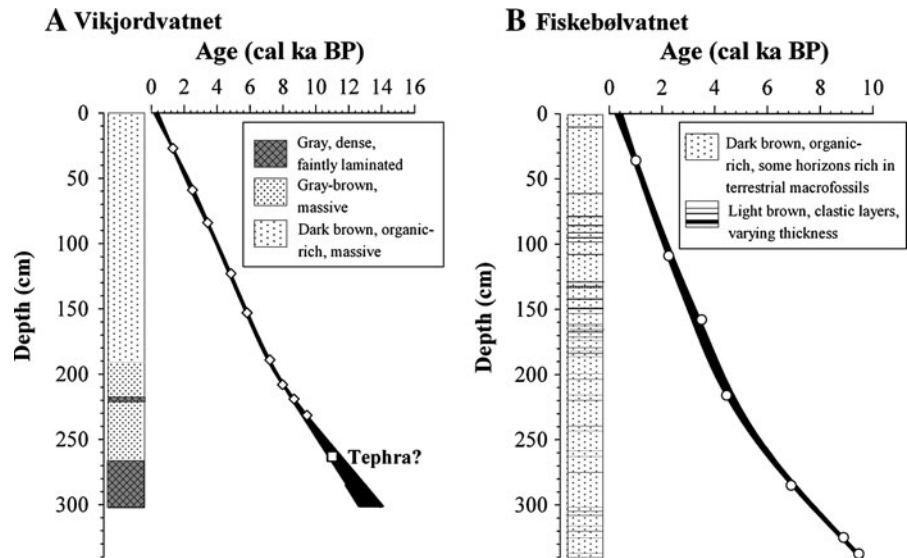 A Vikjordvatnet
Age (cal ka BP)
0 2 4 6 8 10 12 14 16
Depth (cm)
0
50
100
150
200
250
300
Gray, dense,
faintly laminated
Gray-brown,
massive
Dark brown, organic-
rich, massive
Tephra?
B Fiskebølvatnet
Age (cal ka BP)
0 2 4 6 8 10
Depth (cm)
0
50
100
150
200
250
300
Dark brown, organic-
rich, some horizons rich in
terrestrial macrofossils
Light brown, clastic layers,
varying thickness